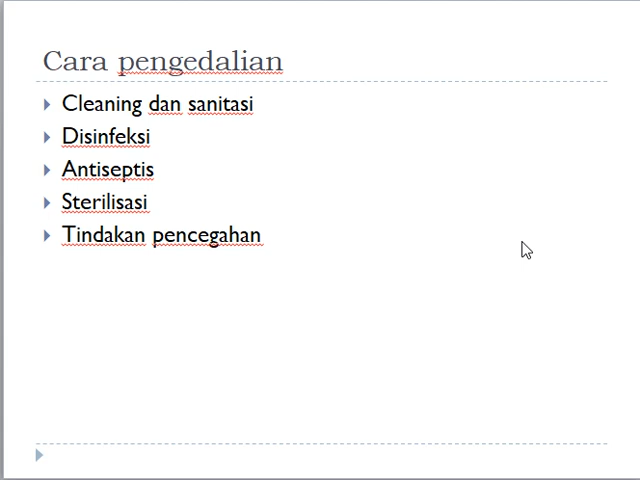 Cara pengedalian
Cleaning dan sanitasi
Disinfeksi
Antiseptis
Sterilisasi
Tindakan pencegahan